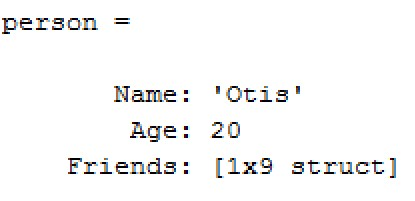 person =
Name: 'Otis'
Age: 20
Friends: [1x9 struct]